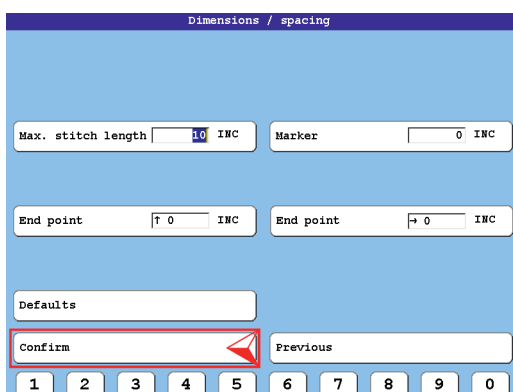 Dimensions / spacing
Max. stitch length 10 INC
Marker 0 INC
End point ↑ 0 INC
End point → 0 INC
Defaults
Confirm
Previous
1 2 3 4 5 6 7 8 9 0